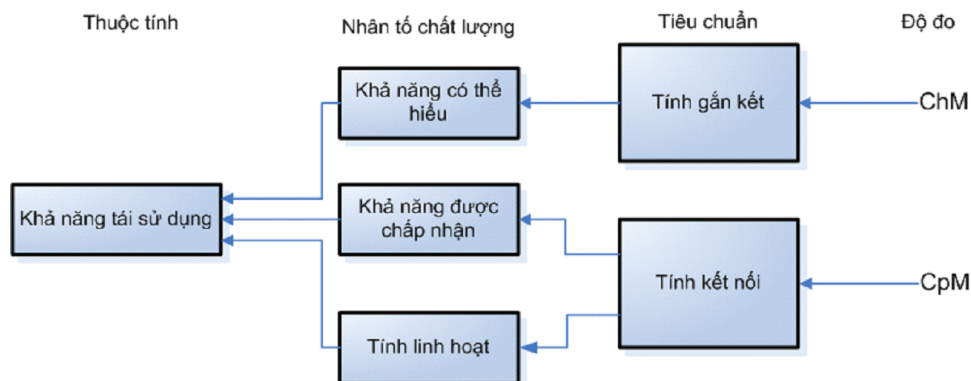 Thuộc tính
Nhân tố chất lượng
Tiêu chuẩn
Độ đo
Khả năng có thể
hiểu
Tính gắn kết
ChM
Khả năng tái sử dụng
Khả năng được
chấp nhận
Tính kết nối
CpM
Tính linh hoạt